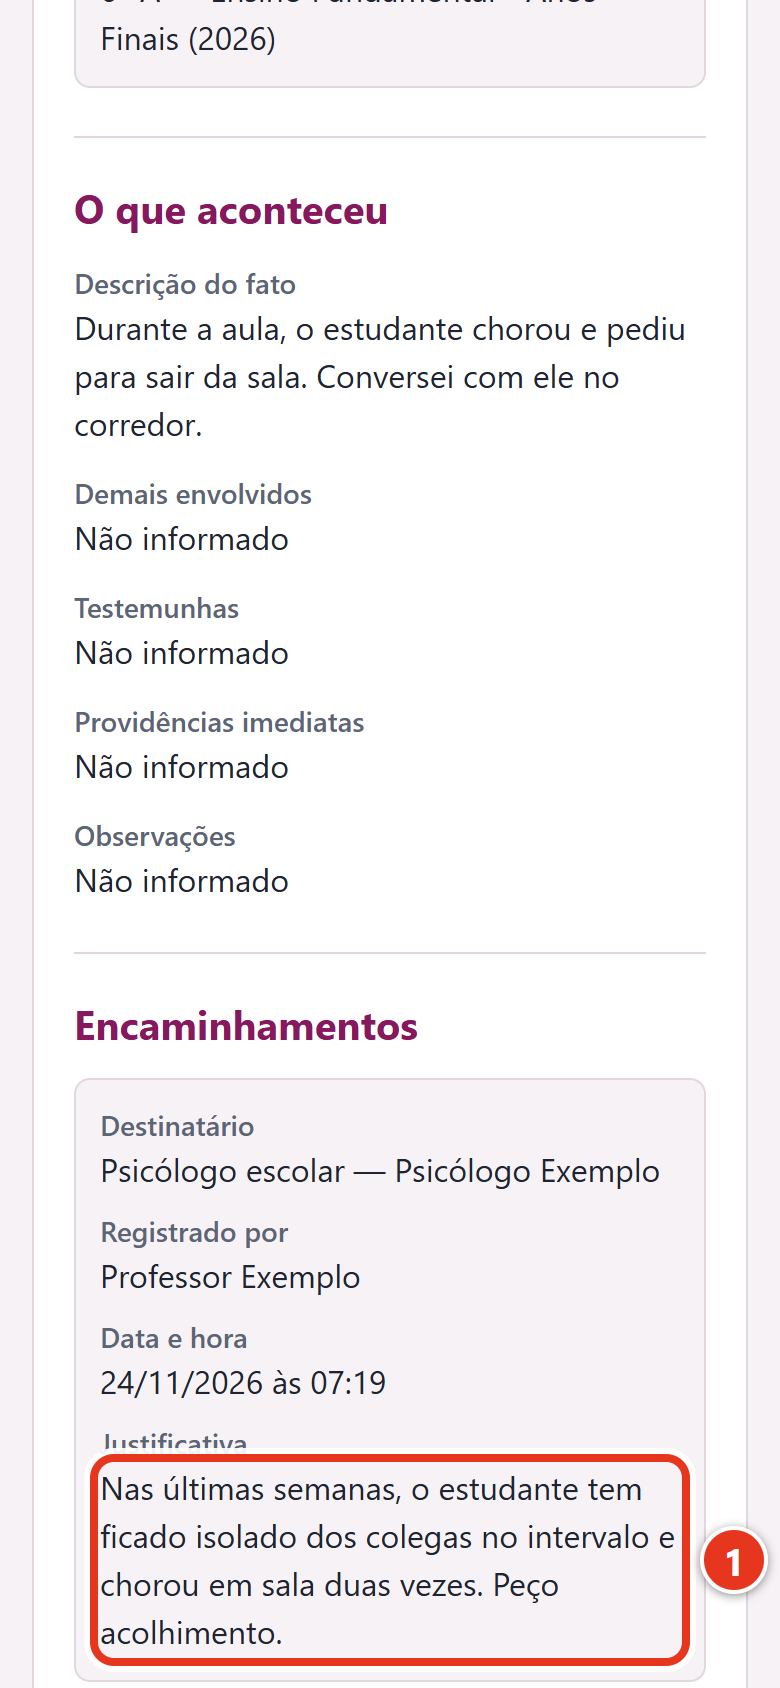 Finais (2026)
O que aconteceu
Descrição do fato
Durante a aula, o estudante chorou e pediu
para sair da sala. Conversei com ele no
corredor.
Demais envolvidos
Não informado
Testemunhas
Não informado
Providências imediatas
Não informado
Observações
Não informado
Encaminhamentos
Destinatário
Psicólogo escolar — Psicólogo Exemplo
Registrado por
Professor Exemplo
Data e hora
24/11/2026 às 07:19
Justificativa
Nas últimas semanas, o estudante tem
ficado isolado dos colegas no intervalo e
chorou em sala duas vezes. Peço
acolhimento.
1